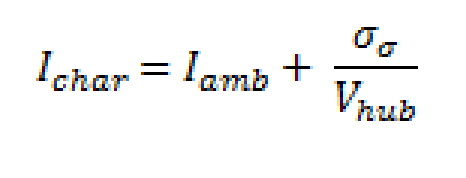 I_char = I_amb + σ_σ / V_hub